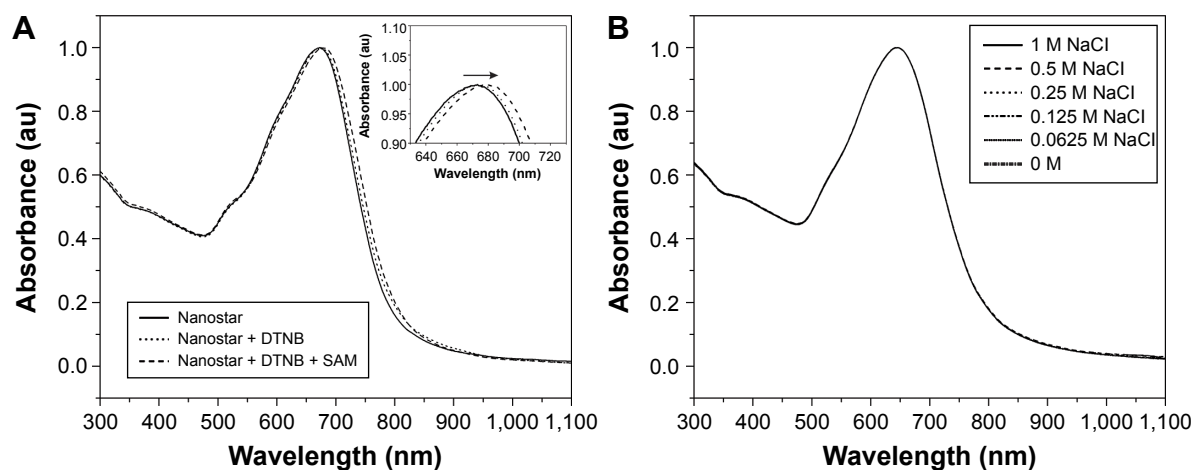 A
Absorbance (au)
1.0
0.8
0.6
0.4
0.2
0.0
300 400 500 600 700 800 900 1,000 1,100
Wavelength (nm)
Nanostar
Nanostar + DTNB
Nanostar + DTNB + SAM
Absorbance (au)
1.10
1.05
1.00
0.95
0.90
640 660 680 700 720
Wavelength (nm)
B
Absorbance (au)
1.0
0.8
0.6
0.4
0.2
0.0
300 400 500 600 700 800 900 1,000 1,100
Wavelength (nm)
1 M NaCl
0.5 M NaCl
0.25 M NaCl
0.125 M NaCl
0.0625 M NaCl
0 M